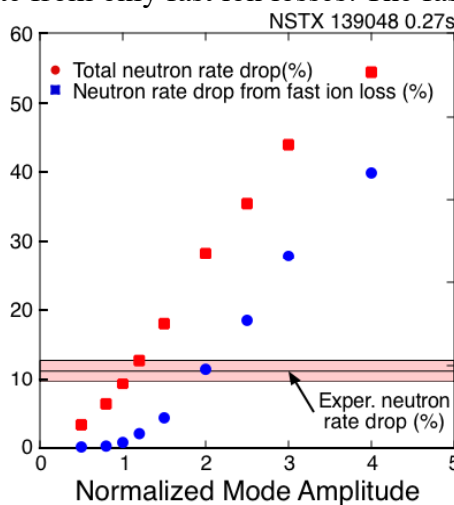 NSTX 139048 0.27s
60
Total neutron rate drop(%)
Neutron rate drop from fast ion loss (%)
50
40
30
20
10
Exper. neutron
rate drop (%)
0
0 1 2 3 4 5
Normalized Mode Amplitude